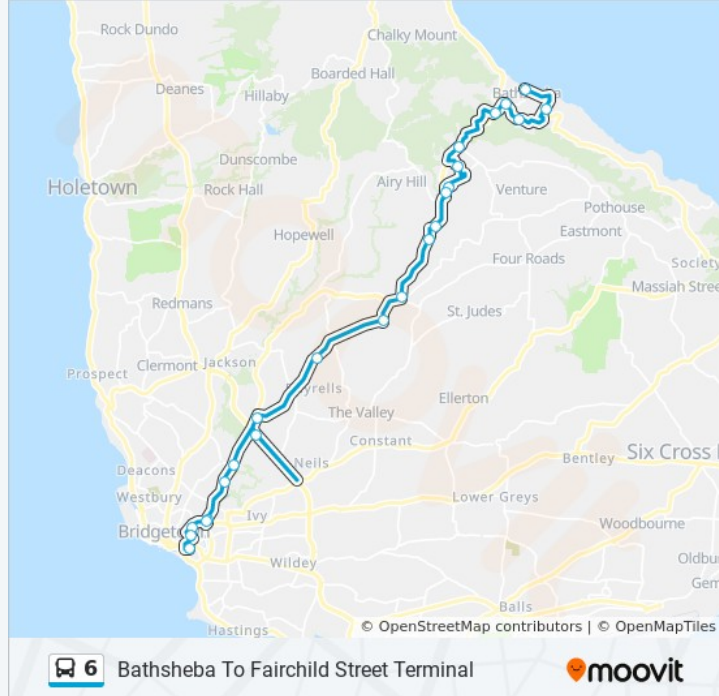 Rock Dundo
Chalky Mount
Boarded Hall
Deanes
Hillaby
Dunscombe
Holetown
Rock Hall
Airy Hill
Venture
Pothouse
Eastmont
Hopewell
Four Roads
Society
Massiah Stree
Redmans
St. Judes
Prospect
Clermont
Jackson
The Valley
Ellerton
Constant
Neils
Bentley
Six Cross
Deacons
Westbury
Lower Greys
Ivy
Woodbourne
Wildey
Oldbu
Gem
Balls
Hastings
© OpenStreetMap contributors | © OpenMapTiles
6 Bathsheba To Fairchild Street Terminal
moovit